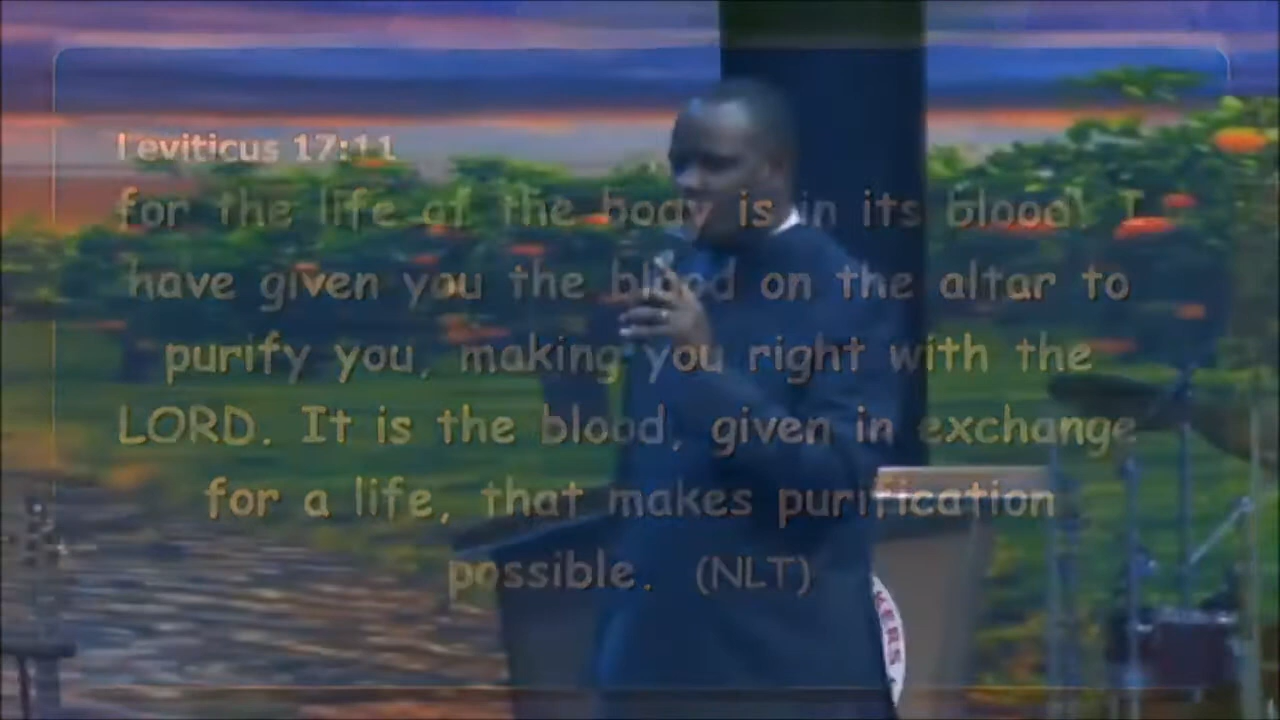 Leviticus 17:11
for the life of the body is in its blood. I
have given you the blood on the altar to
purify you, making you right with the
LORD. It is the blood, given in exchange
for a life, that makes purification
possible. (NLT)
KERS